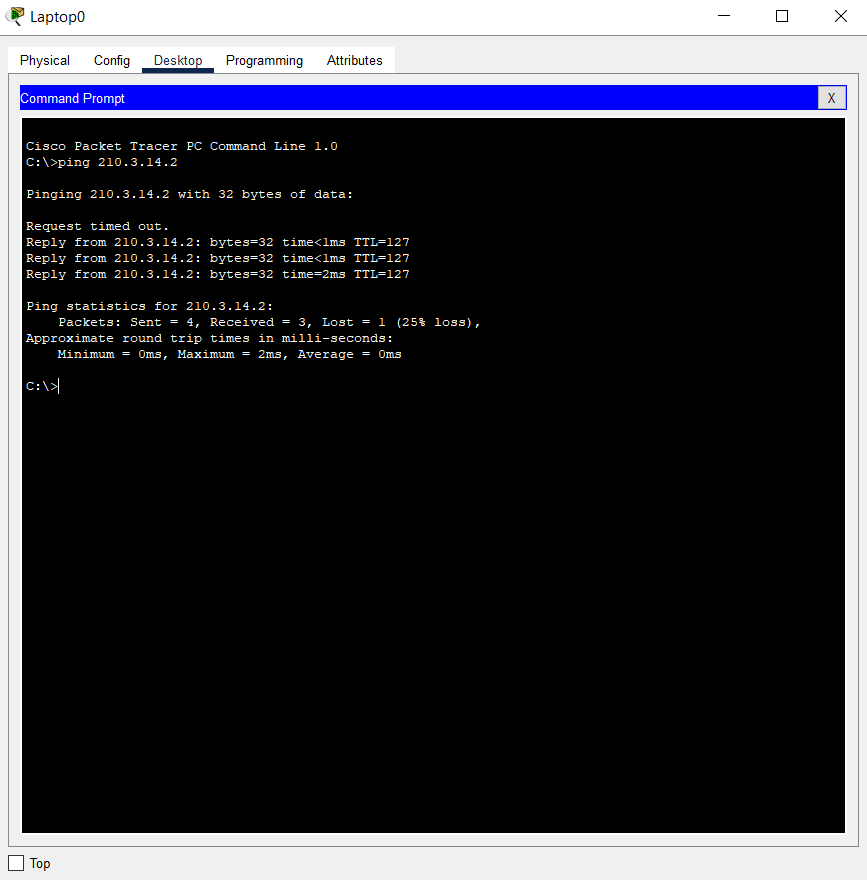 Laptop0
Physical Config Desktop Programming Attributes
Command Prompt X
Cisco Packet Tracer PC Command Line 1.0
C:\>ping 210.3.14.2
Pinging 210.3.14.2 with 32 bytes of data:
Request timed out.
Reply from 210.3.14.2: bytes=32 time<1ms TTL=127
Reply from 210.3.14.2: bytes=32 time<1ms TTL=127
Reply from 210.3.14.2: bytes=32 time=2ms TTL=127
Ping statistics for 210.3.14.2:
    Packets: Sent = 4, Received = 3, Lost = 1 (25% loss),
Approximate round trip times in milli-seconds:
    Minimum = 0ms, Maximum = 2ms, Average = 0ms
C:\>
Top